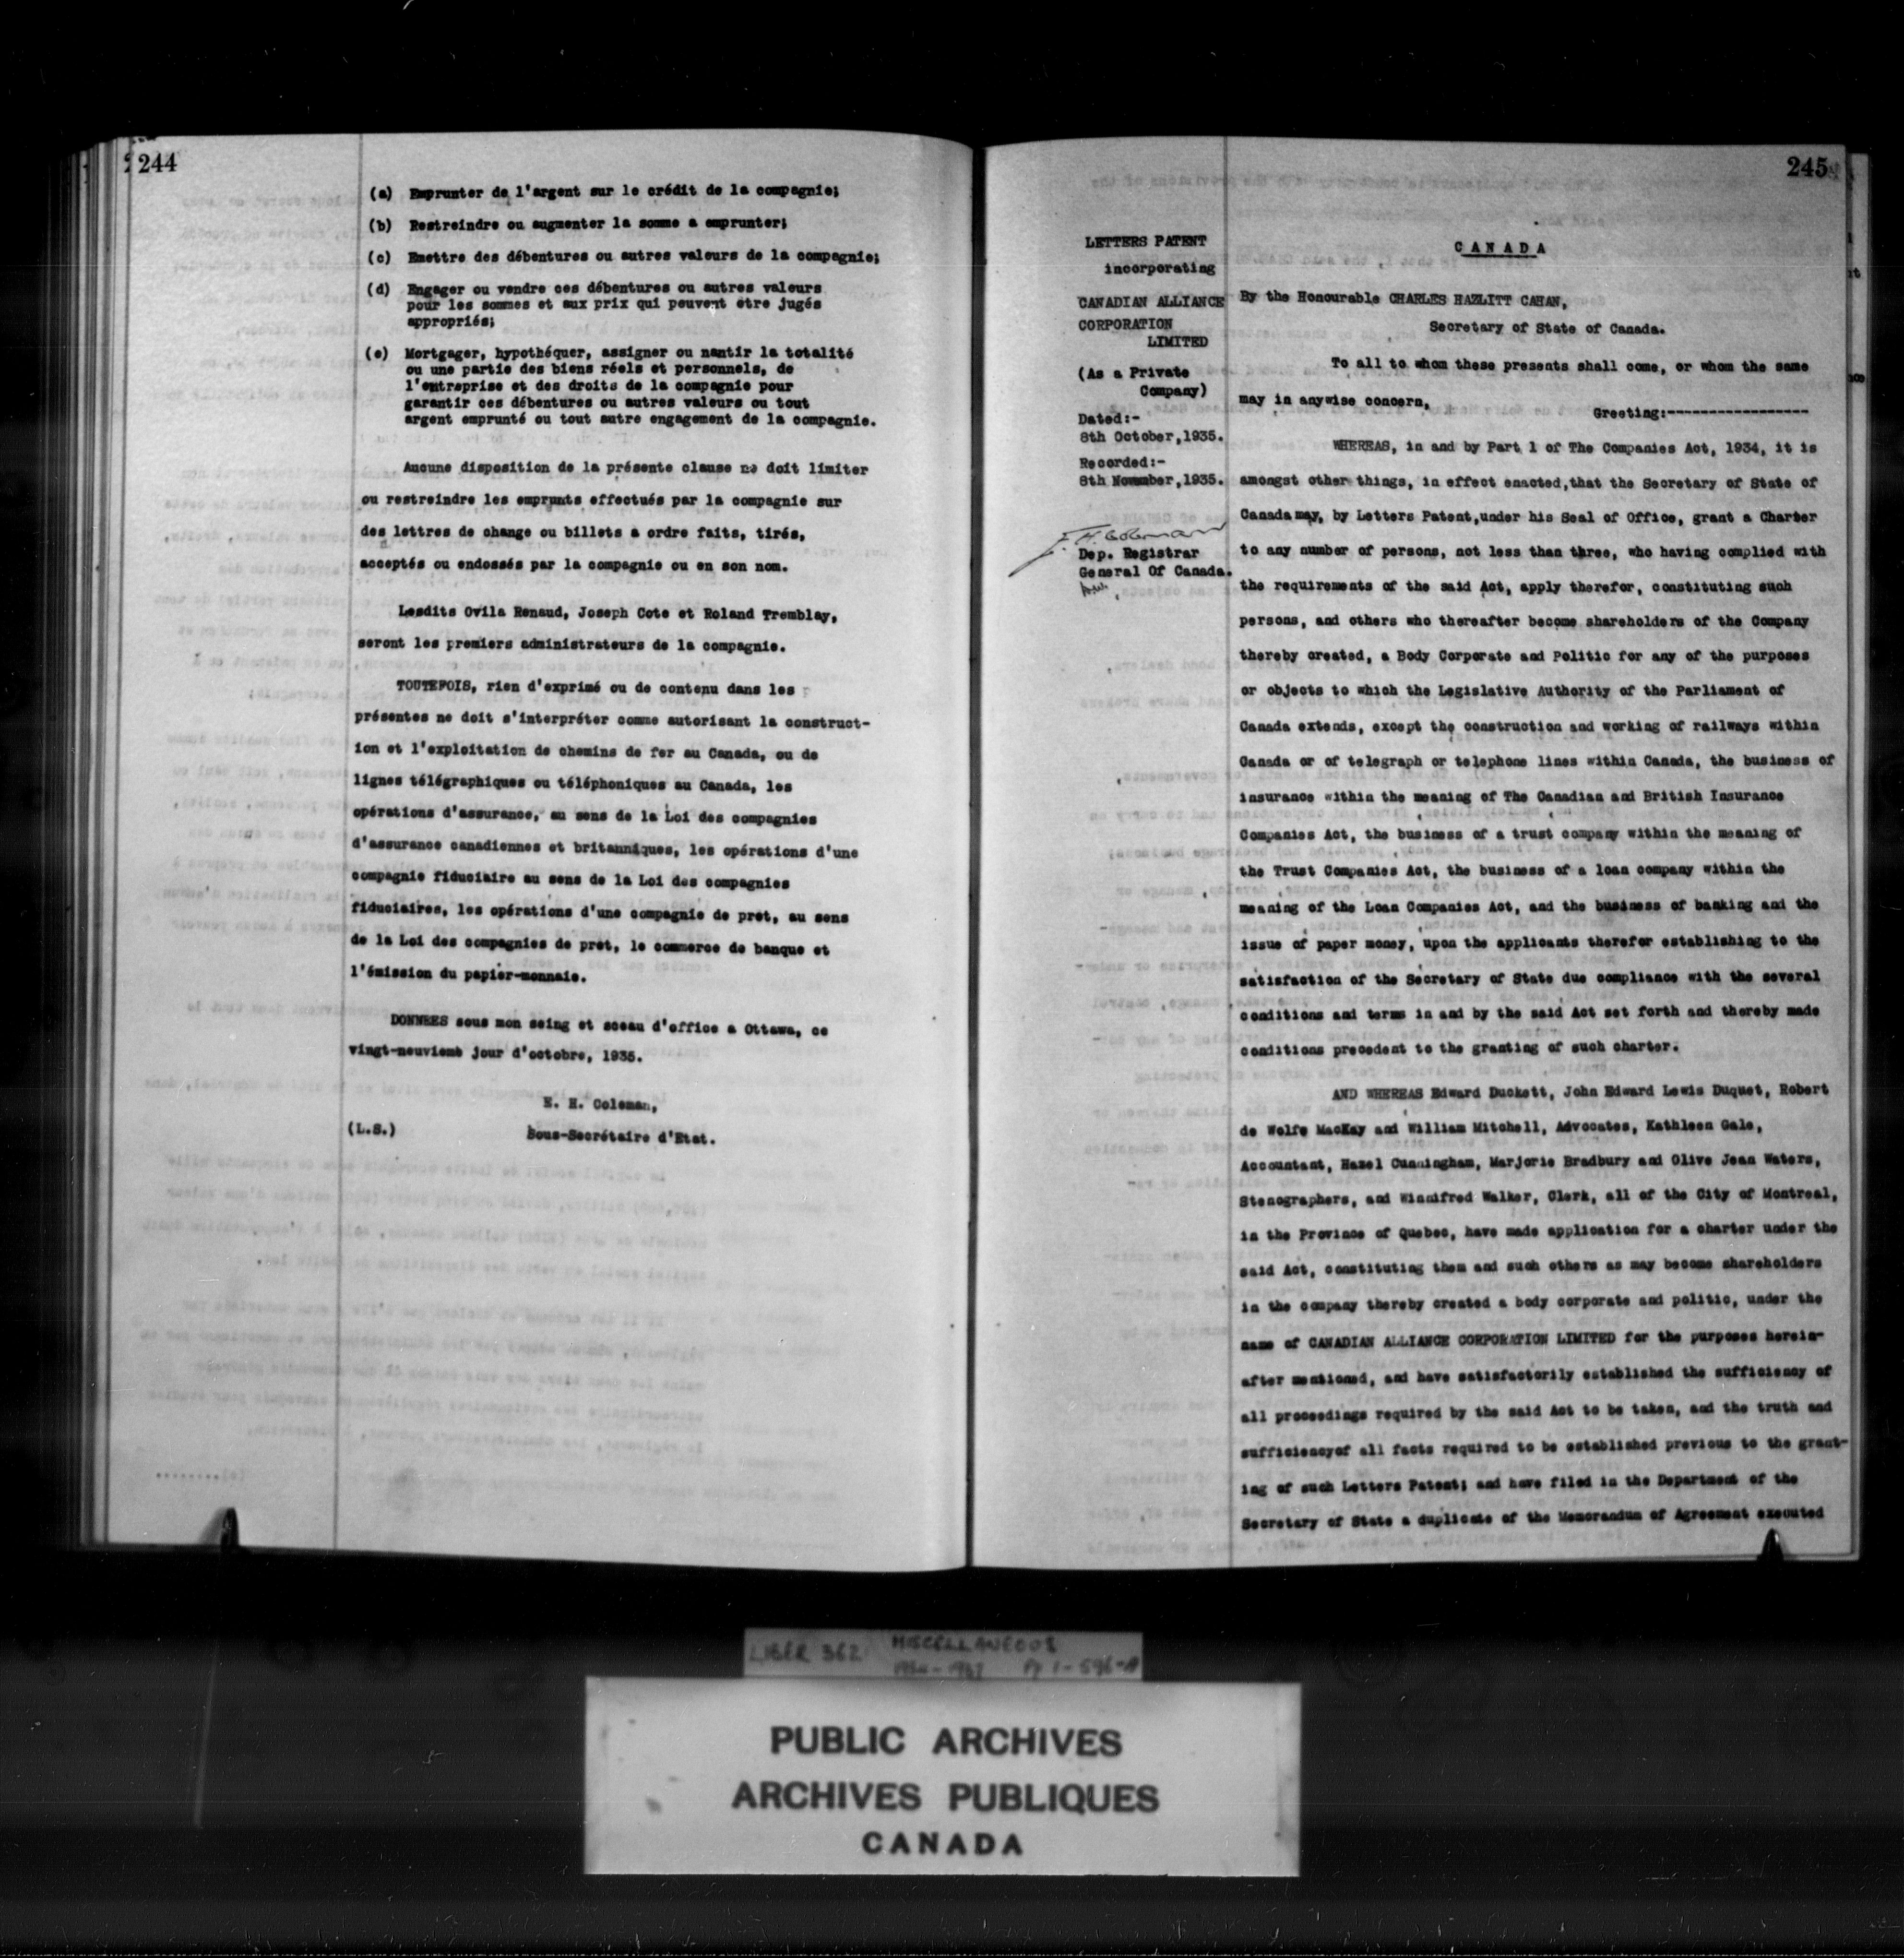 244
(a) Emprunter de l'argent sur le crédit de la compagnie;
(b) Restreindre ou augmenter la somme a emprunter;
(c) Emettre des débentures ou autres valeurs de la compagnie;
(d) Engager ou vendre ces débentures ou autres valeurs
pour les sommes et aux prix qui peuvent etre jugés
appropriés;
(e) Mortgager, hypothéquer, assigner ou nantir la totalité
ou une partie des biens réels et personnels, de
l'entreprise et des droits de la compagnie pour
garantir ces débentures ou autres valeurs ou tout
argent emprunté ou tout autre engagement de la compagnie.
Aucune disposition de la présente clause ne doit limiter
ou restreindre les emprunts effectués par la compagnie sur
des lettres de change ou billets a ordre faits, tirés,
acceptés ou endossés par la compagnie ou en son nom.
Lesdits Ovila Renaud, Joseph Cote et Roland Tremblay,
seront les premiers administrateurs de la compagnie.
TOUTEFOIS, rien d'exprimé ou de contenu dans les
présentes ne doit s'interpréter comme autorisant la construct-
ion et l'exploitation de chemins de fer au Canada, ou de
lignes télégraphiques ou téléphoniques au Canada, les
opérations d'assurance, au sens de la Loi des compagnies
d'assurance canadiennes et britanniques, les opérations d'une
compagnie fiduciaire au sens de la Loi des compagnies
fiduciaires, les opérations d'une compagnie de pret, au sens
de la Loi des compagnies de pret, le commerce de banque et
l'émission du papier-monnaie.
DONNEES sous mon seing et sceau d'office a Ottawa, ce
vingt-neuvieme jour d'octobre, 1935.
E. H. Coleman,
(L.S.) Sous-Secrétaire d'Etat.
245
LETTERS PATENT
incorporating
CANADIAN ALLIANCE
CORPORATION
LIMITED
(As a Private
Company)
Dated:-
8th October,1935.
Recorded:-
8th November,1935.
E. H. Coleman
Dep. Registrar
General Of Canada.
CANADA
By the Honourable CHARLES HAZLITT CAHAN,
Secretary of State of Canada.
To all to whom these presents shall come, or whom the same
may in anywise concern,
Greeting:------------------
WHEREAS, in and by Part 1 of The Companies Act, 1934, it is
amongst other things, in effect enacted,that the Secretary of State of
Canada may, by Letters Patent,under his Seal of Office, grant a Charter
to any number of persons, not less than three, who having complied with
the requirements of the said Act, apply therefor, constituting such
persons, and others who thereafter become shareholders of the Company
thereby created, a Body Corporate and Politic for any of the purposes
or objects to which the Legislative Authority of the Parliament of
Canada extends, except the construction and working of railways within
Canada or of telegraph or telephone lines within Canada, the business of
insurance within the meaning of The Canadian and British Insurance
Companies Act, the business of a trust company within the meaning of
the Trust Companies Act, the business of a loan company within the
meaning of the Loan Companies Act, and the business of banking and the
issue of paper money, upon the applicants therefor establishing to the
satisfaction of the Secretary of State due compliance with the several
conditions and terms in and by the said Act set forth and thereby made
conditions precedent to the granting of such charter.
AND WHEREAS Edward Duckett, John Edward Lewis Duquet, Robert
de Wolfe MacKay and William Mitchell, Advocates, Kathleen Gale,
Accountant, Hazel Cunningham, Marjorie Bradbury and Olive Jean Waters,
Stenographers, and Winnifred Walker, Clerk, all of the City of Montreal,
in the Province of Quebec, have made application for a charter under the
said Act, constituting them and such others as may become shareholders
in the company thereby created a body corporate and politic, under the
name of CANADIAN ALLIANCE CORPORATION LIMITED for the purposes herein-
after mentioned, and have satisfactorily established the sufficiency of
all proceedings required by the said Act to be taken, and the truth and
sufficiencyof all facts required to be established previous to the grant-
ing of such Letters Patent; and have filed in the Department of the
Secretary of State a duplicate of the Memorandum of Agreement executed
LIBER 362 MISCELLANEOUS
PUBLIC ARCHIVES
ARCHIVES PUBLIQUES
CANADA